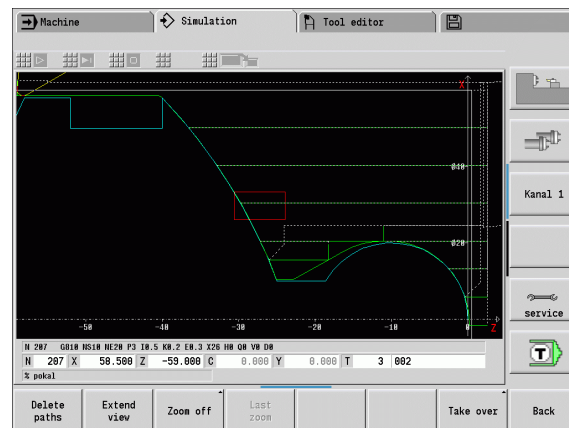 Machine Simulation Tool editor
X
ø40
ø20
-50 -40 -30 -20 -10 0 Z
Kanal 1
service
T
N 207 G810 NS10 NE20 P3 I0.5 K0.2 E0.3 X26 H0 Q0 V0 D0
N 207 X 58.500 Z -59.000 C 0.000 Y 0.000 T 3 002
% pokal
Delete paths Extend view Zoom off Last zoom Take over Back